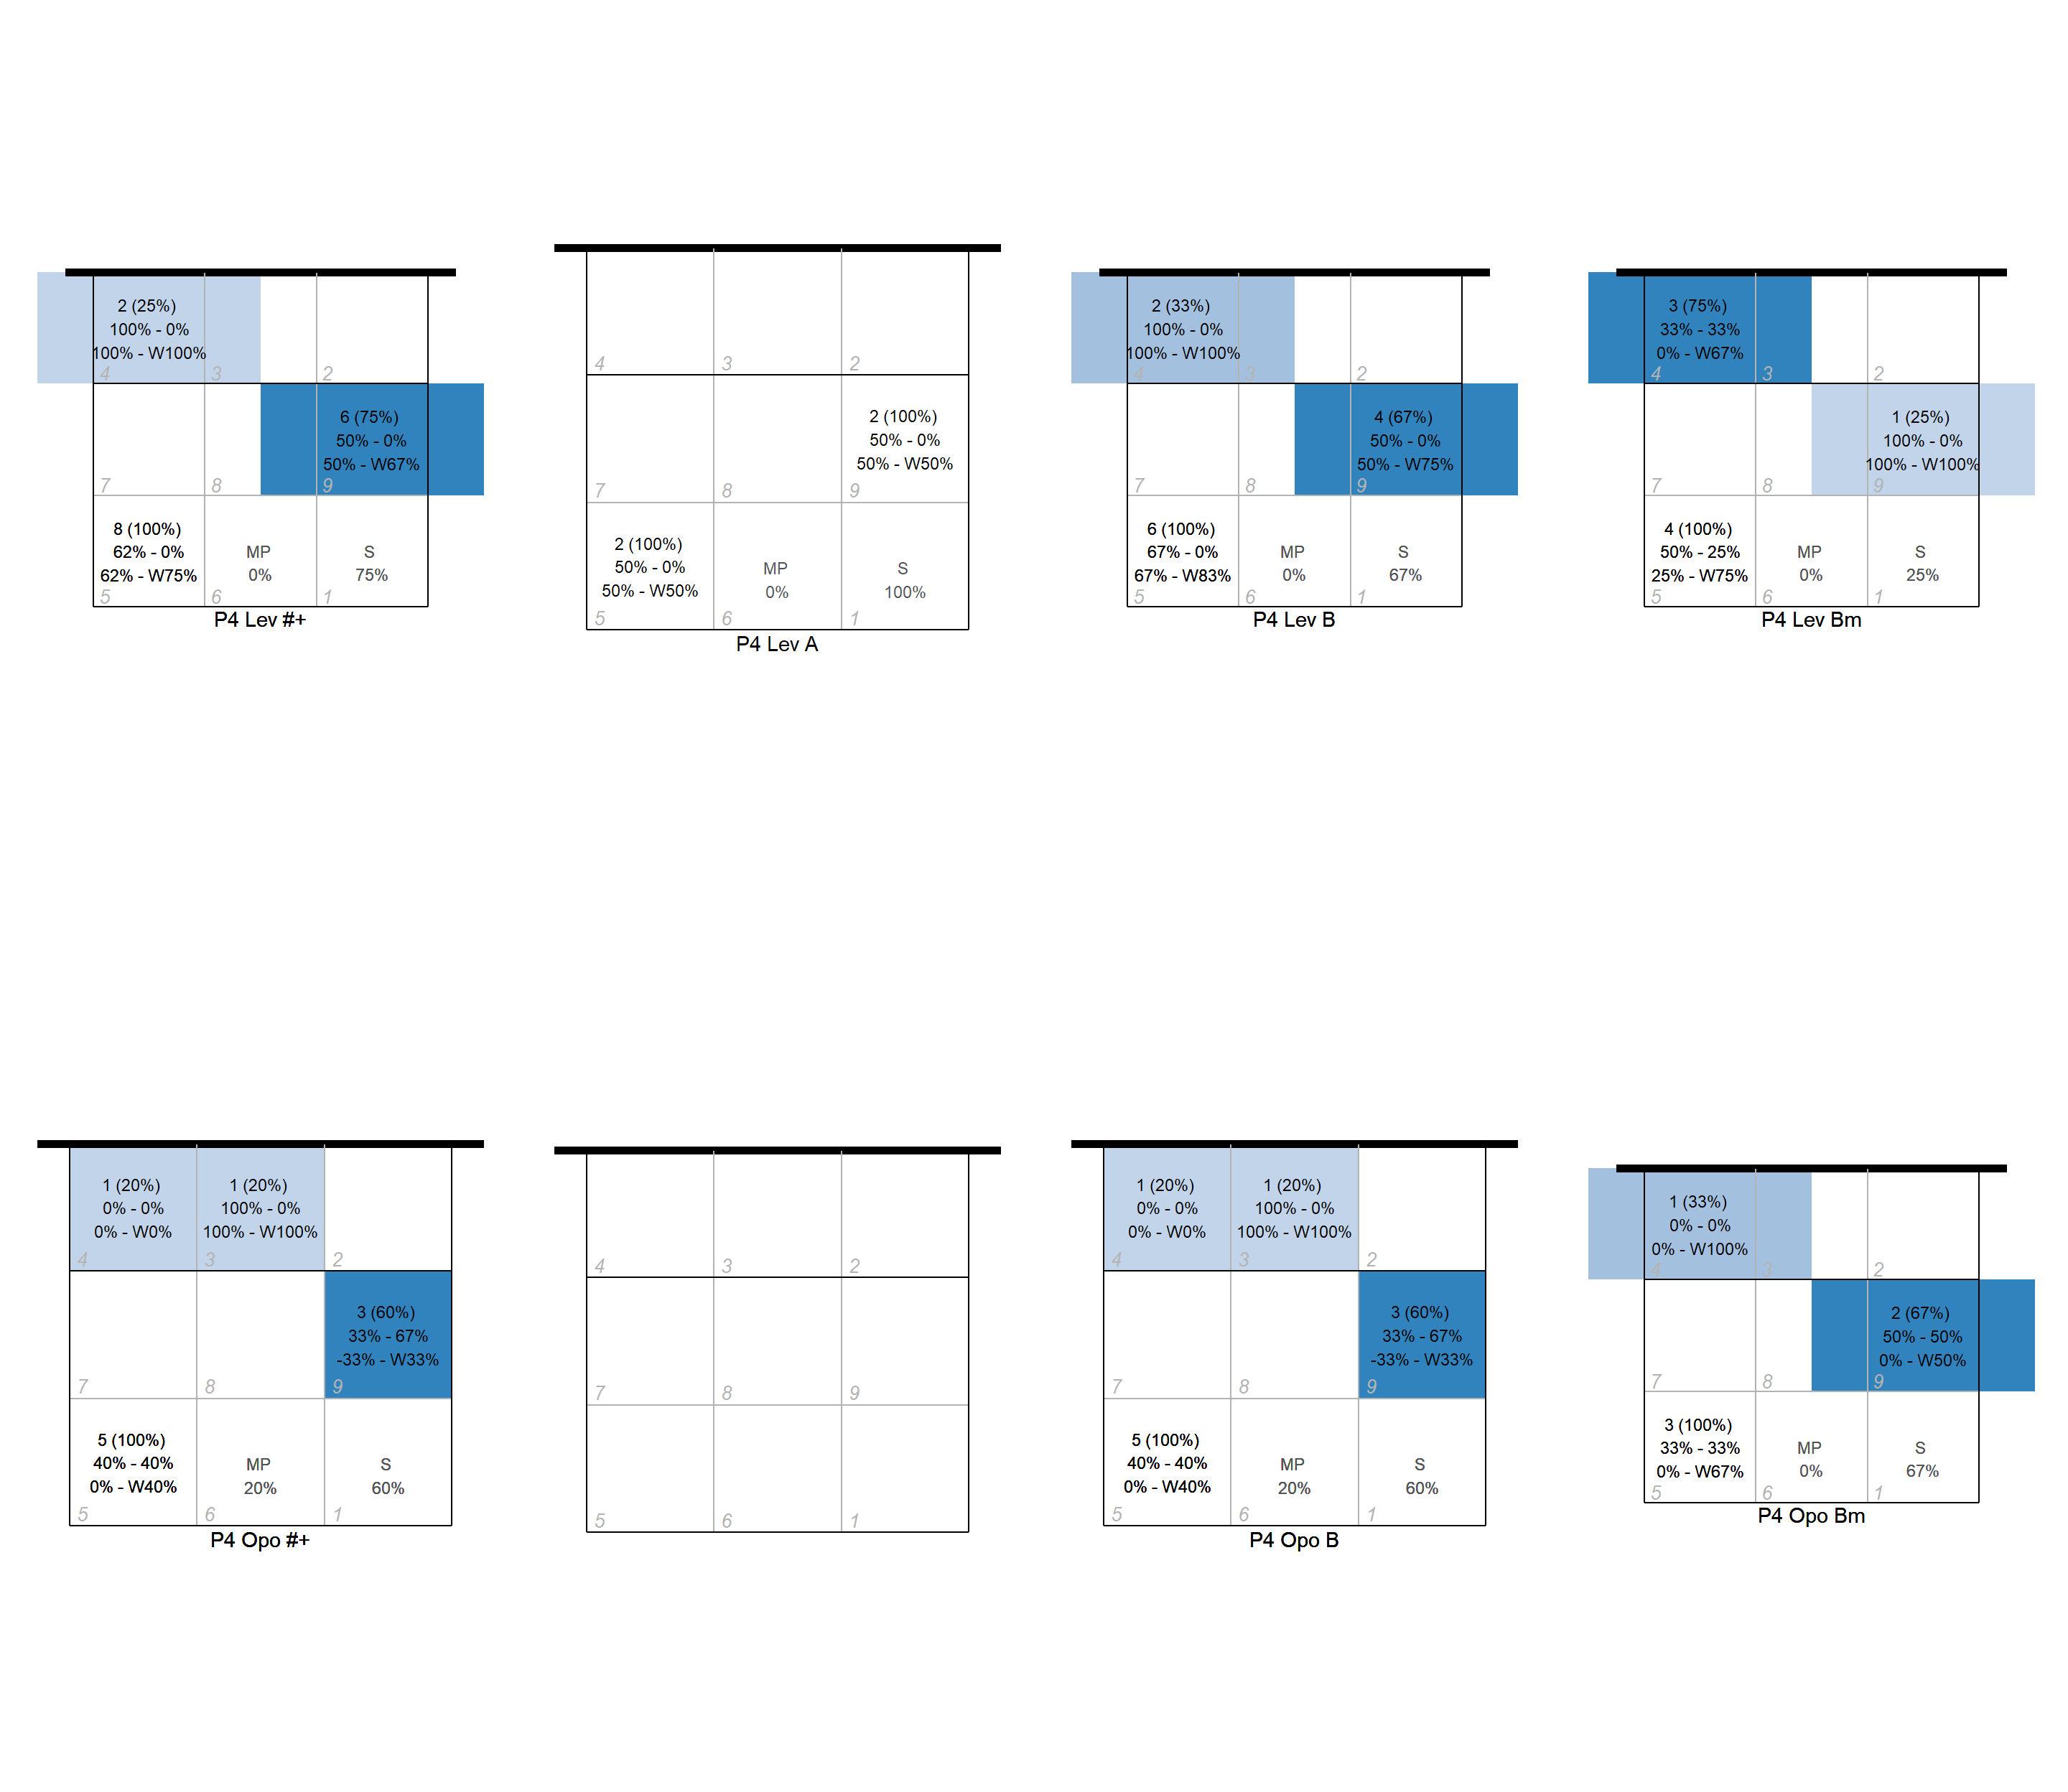 2 (25%)
100% - 0%
100% - W100%
4
3
2
6 (75%)
50% - 0%
50% - W67%
7
8
9
8 (100%)
62% - 0%
62% - W75%
MP
0%
S
75%
5
6
1
P4 Lev #+
4
3
2
2 (100%)
50% - 0%
50% - W50%
7
8
9
2 (100%)
50% - 0%
50% - W50%
MP
0%
S
100%
5
6
1
P4 Lev A
2 (33%)
100% - 0%
100% - W100%
4
3
2
4 (67%)
50% - 0%
50% - W75%
7
8
9
6 (100%)
67% - 0%
67% - W83%
MP
0%
S
67%
5
6
1
P4 Lev B
3 (75%)
33% - 33%
0% - W67%
4
3
2
1 (25%)
100% - 0%
100% - W100%
7
8
9
4 (100%)
50% - 25%
25% - W75%
MP
0%
S
25%
5
6
1
P4 Lev Bm
1 (20%)
0% - 0%
0% - W0%
1 (20%)
100% - 0%
100% - W100%
4
3
2
3 (60%)
33% - 67%
-33% - W33%
7
8
9
5 (100%)
40% - 40%
0% - W40%
MP
20%
S
60%
5
6
1
P4 Opo #+
4
3
2
7
8
9
5
6
1
1 (20%)
0% - 0%
0% - W0%
1 (20%)
100% - 0%
100% - W100%
4
3
2
3 (60%)
33% - 67%
-33% - W33%
7
8
9
5 (100%)
40% - 40%
0% - W40%
MP
20%
S
60%
5
6
1
P4 Opo B
1 (33%)
0% - 0%
0% - W100%
4
3
2
2 (67%)
50% - 50%
0% - W50%
7
8
9
3 (100%)
33% - 33%
0% - W67%
MP
0%
S
67%
5
6
1
P4 Opo Bm